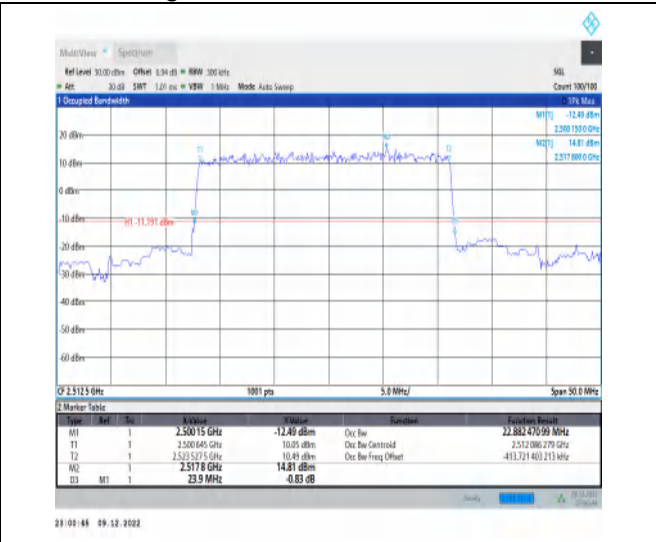 MultiView Spectrum
Ref Level 30.00 dBm Offset 3.94 dB RBW 300 kHz SGL
Att 30 dB SWT 1.01 ms VBW 1 MHz Mode Auto Sweep Count 100/100
1 Occupied Bandwidth 1Pk Max
M1[1] -12.49 dBm
2.500 150 0 GHz
20 dBm M2[1] 14.81 dBm
2.517 800 0 GHz
T1 M2 T2
10 dBm
0 dBm
-10 dBm
H1 -11.191 dBm
-20 dBm
-30 dBm
-40 dBm
-50 dBm
-60 dBm
CF 2.5125 GHz 1001 pts 5.0 MHz/ Span 50.0 MHz
2 Marker Table
Type Ref Trc X-Value Y-Value Function Function Result
M1 1 2.50015 GHz -12.49 dBm Occ Bw 22.882 470 99 MHz
T1 1 2.500 645 GHz 10.05 dBm Occ Bw Centroid 2.512 086 279 GHz
T2 1 2.523 527 5 GHz 10.49 dBm Occ Bw Freq Offset -413.721 403 213 kHz
M2 1 2.5178 GHz 14.81 dBm
D3 M1 1 23.9 MHz -0.83 dB
Ready
23:00:45 09.12.2022